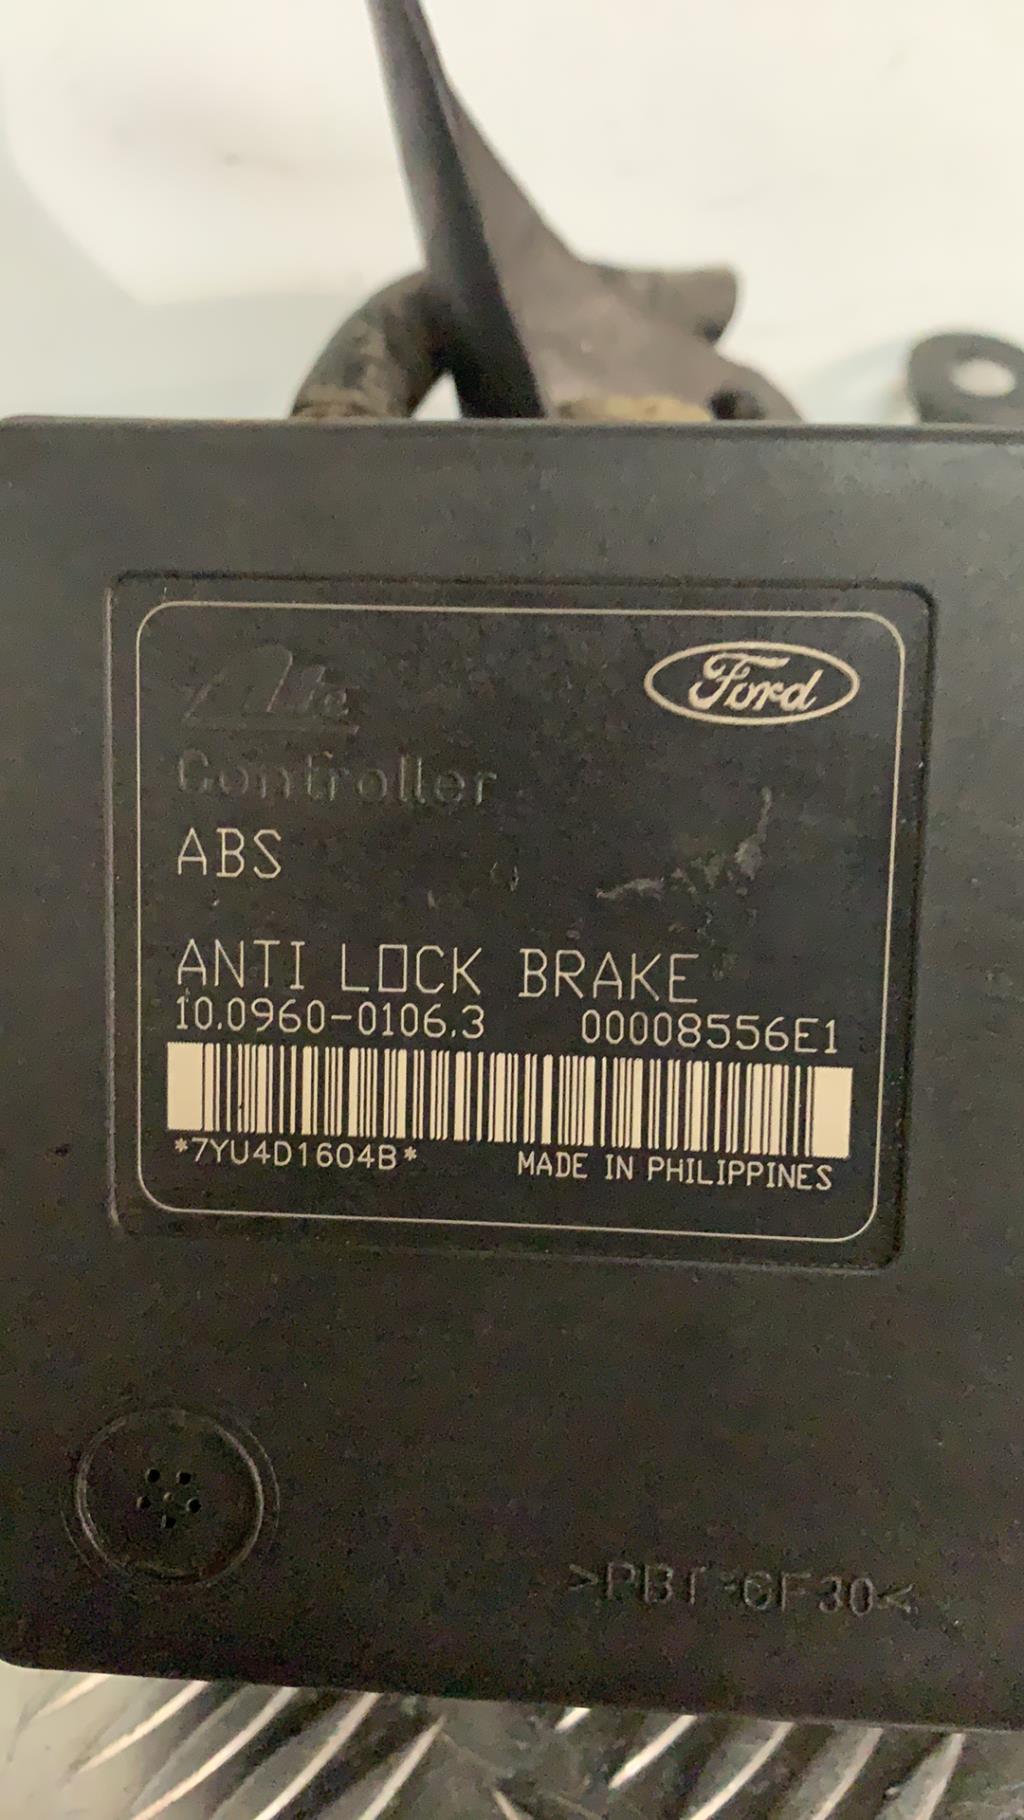 Ate
Ford
Controller
ABS
ANTI LOCK BRAKE
10.0960-0106.3 00008556E1
*7YU4D1604B* MADE IN PHILIPPINES
>PBT-GF30<